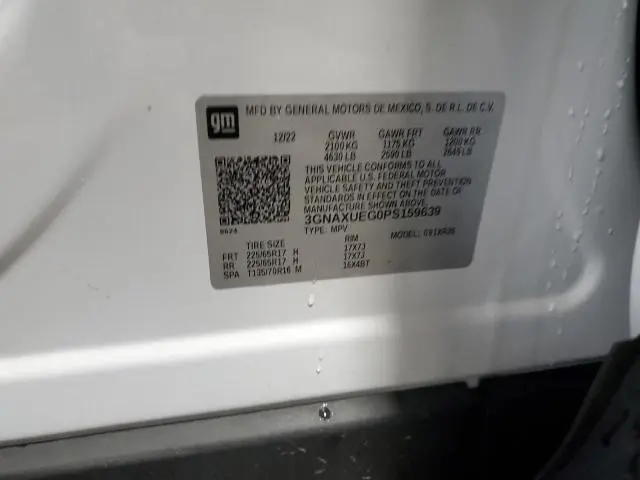 gm
MFD BY GENERAL MOTORS DE MEXICO, S. DE R.L. DE C.V.
12/22 GVWR GAWR FRT GAWR RR
2100 KG 1175 KG 1200 KG
4630 LB 2590 LB 2645 LB
THIS VEHICLE CONFORMS TO ALL
APPLICABLE U.S. FEDERAL MOTOR
VEHICLE SAFETY AND THEFT PREVENTION
STANDARDS IN EFFECT ON THE DATE OF
MANUFACTURE SHOWN ABOVE.
3GNAXUEG0PS159639
TYPE: MPV MODEL:
TIRE SIZE RIM
FRT 225/65R17 H 17X7J
RR 225/65R17 H 17X7J
SPA T135/70R16 M 16X4BT